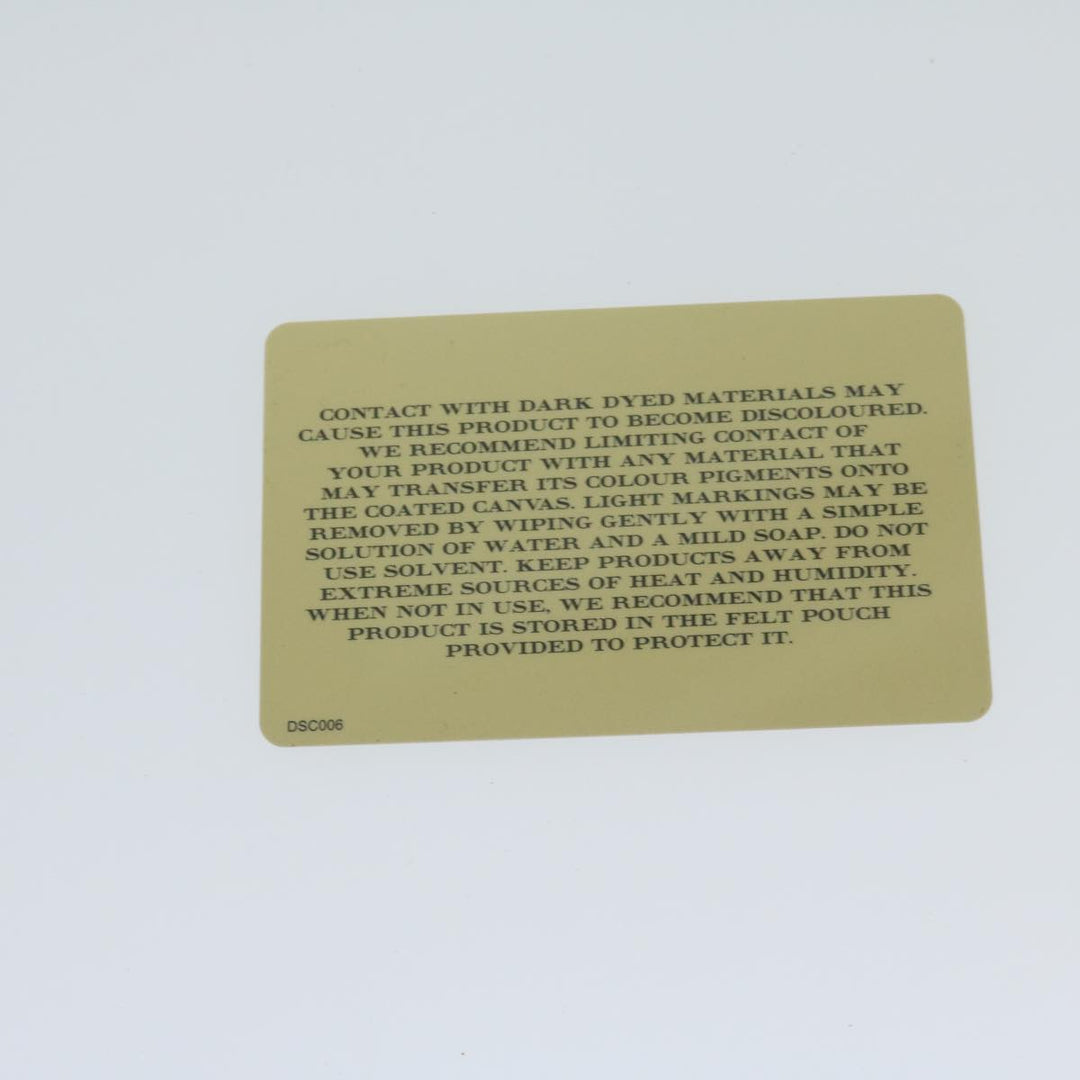 CONTACT WITH DARK DYED MATERIALS MAY
CAUSE THIS PRODUCT TO BECOME DISCOLOURED.
WE RECOMMEND LIMITING CONTACT OF
YOUR PRODUCT WITH ANY MATERIAL THAT
MAY TRANSFER ITS COLOUR PIGMENTS ONTO
THE COATED CANVAS. LIGHT MARKINGS MAY BE
REMOVED BY WIPING GENTLY WITH A SIMPLE
SOLUTION OF WATER AND A MILD SOAP. DO NOT
USE SOLVENT. KEEP PRODUCTS AWAY FROM
EXTREME SOURCES OF HEAT AND HUMIDITY.
WHEN NOT IN USE, WE RECOMMEND THAT THIS
PRODUCT IS STORED IN THE FELT POUCH
PROVIDED TO PROTECT IT.
DSC006